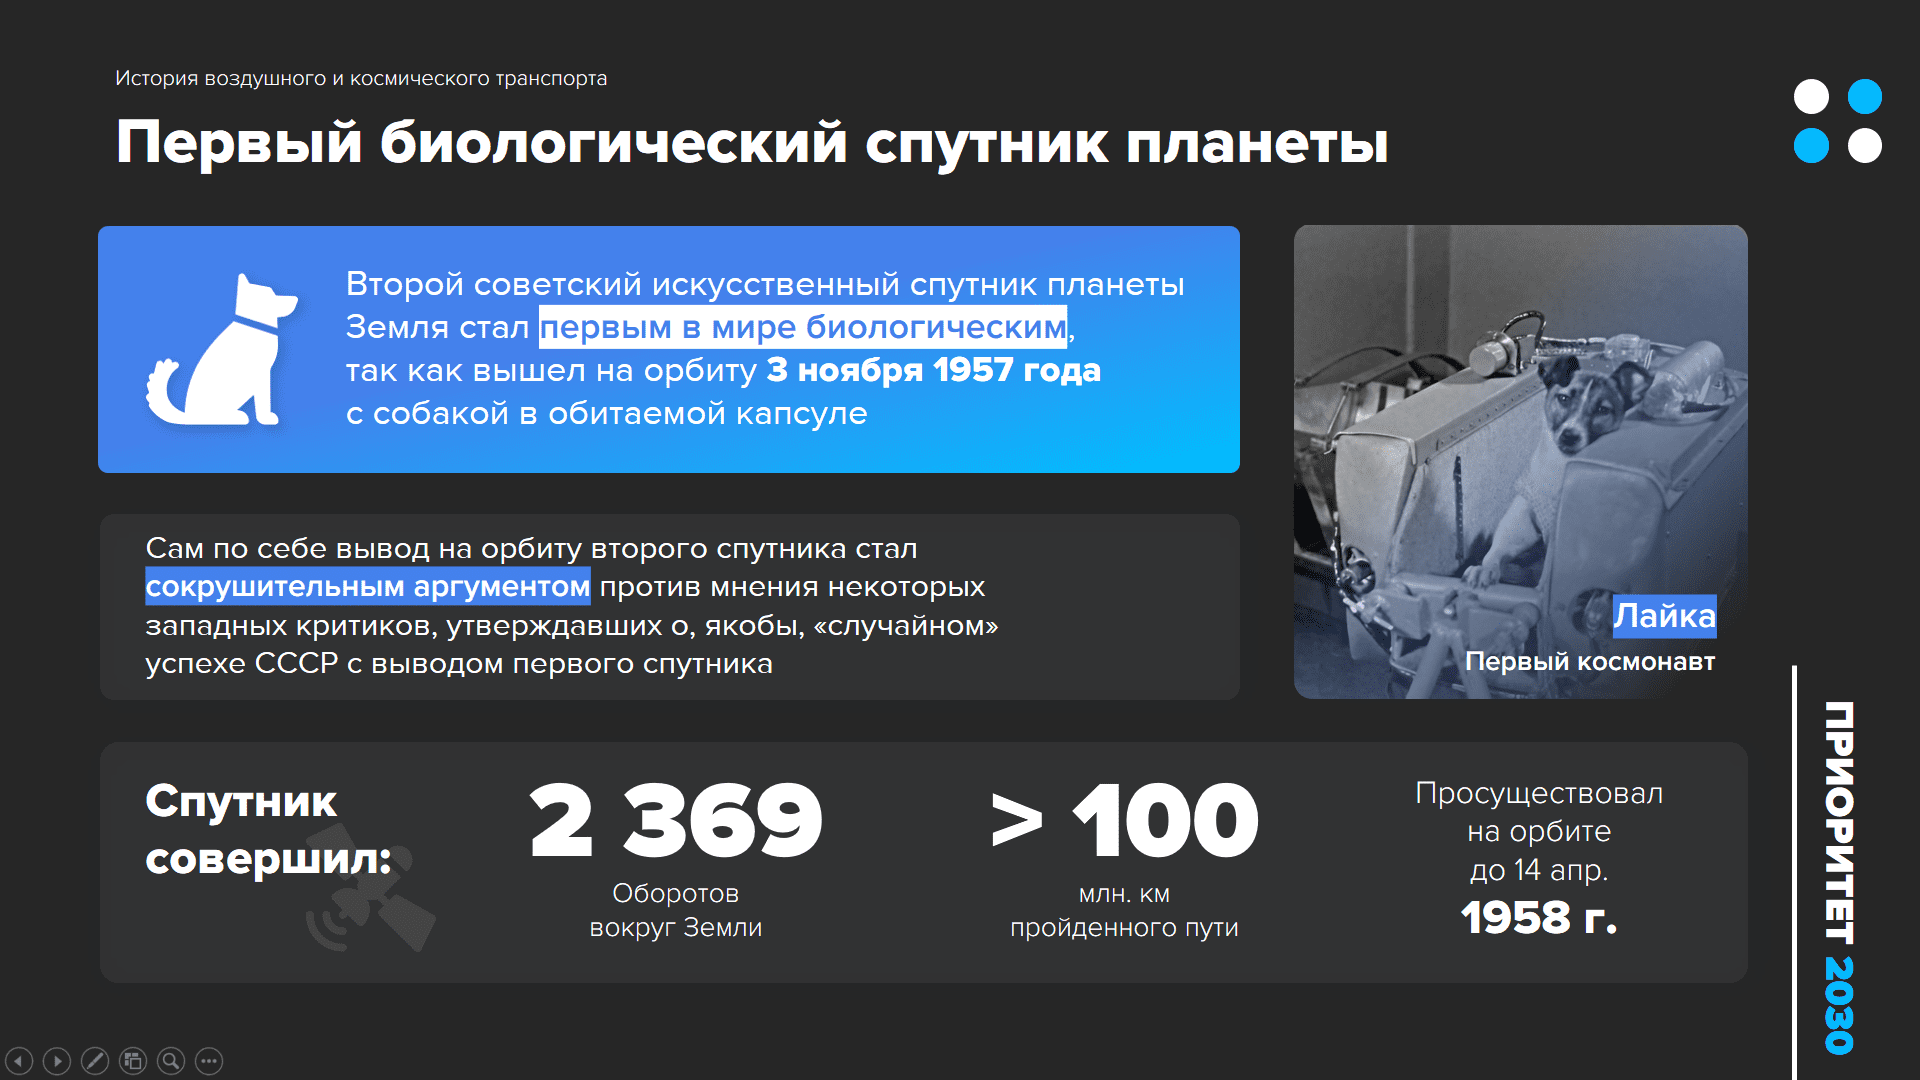 История воздушного и космического транспорта
Первый биологический спутник планеты
Второй советский искусственный спутник планеты
Земля стал первым в мире биологическим,
так как вышел на орбиту 3 ноября 1957 года
с собакой в обитаемой капсуле
Сам по себе вывод на орбиту второго спутника стал
сокрушительным аргументом против мнения некоторых
западных критиков, утверждавших о, якобы, «случайном»
успехе СССР с выводом первого спутника
Лайка
Первый космонавт
Спутник
совершил:
2 369
Оборотов
вокруг Земли
> 100
млн. км
пройденного пути
Просуществовал
на орбите
до 14 апр.
1958 г.
ПРИОРИТЕТ 2030